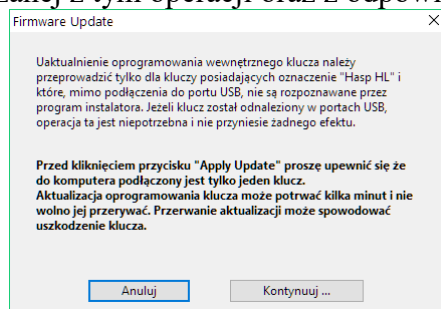 z tym operacji oraz z odpowi
Firmware Update
Uaktualnienie oprogramowania wewnętrznego klucza należy
przeprowadzić tylko dla kluczy posiadających oznaczenie "Hasp HL" i
które, mimo podłączenia do portu USB, nie są rozpoznawane przez
program instalatora. Jeżeli klucz został odnaleziony w portach USB,
operacja ta jest niepotrzebna i nie przyniesie żadnego efektu.
Przed kliknięciem przycisku "Apply Update" proszę upewnić się że
do komputera podłączony jest tylko jeden klucz.
Aktualizacja oprogramowania klucza może potrwać kilka minut i nie
wolno jej przerywać. Przerwanie aktualizacji może spowodować
uszkodzenie klucza.
Anuluj Kontynuuj ...